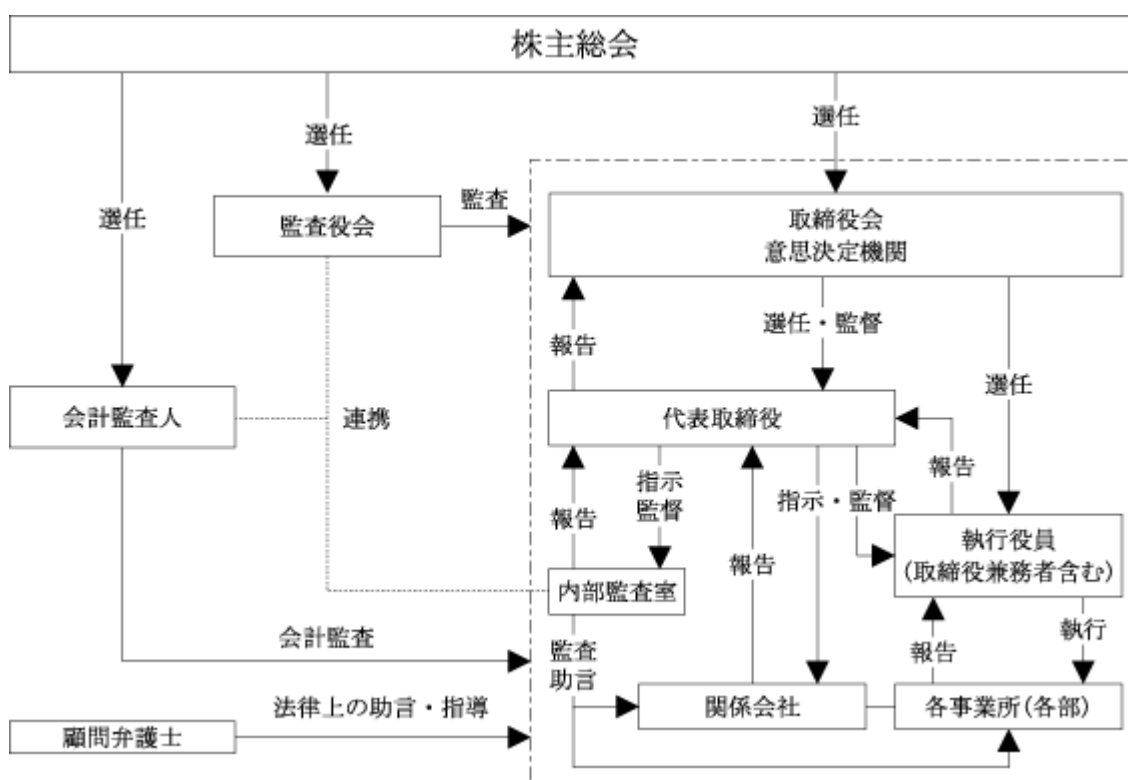 株主総会
選任
選任
選任
監査役会
監査
取締役会
意思決定機関
報告
選任・監督
選任
会計監査人
連携
代表取締役
報告
指示
監督
報告
指示・監督
報告
執行役員
(取締役兼務者含む)
内部監査室
会計監査
監査
助言
報告
執行
関係会社
各事業所(各部)
法律上の助言・指導
顧問弁護士